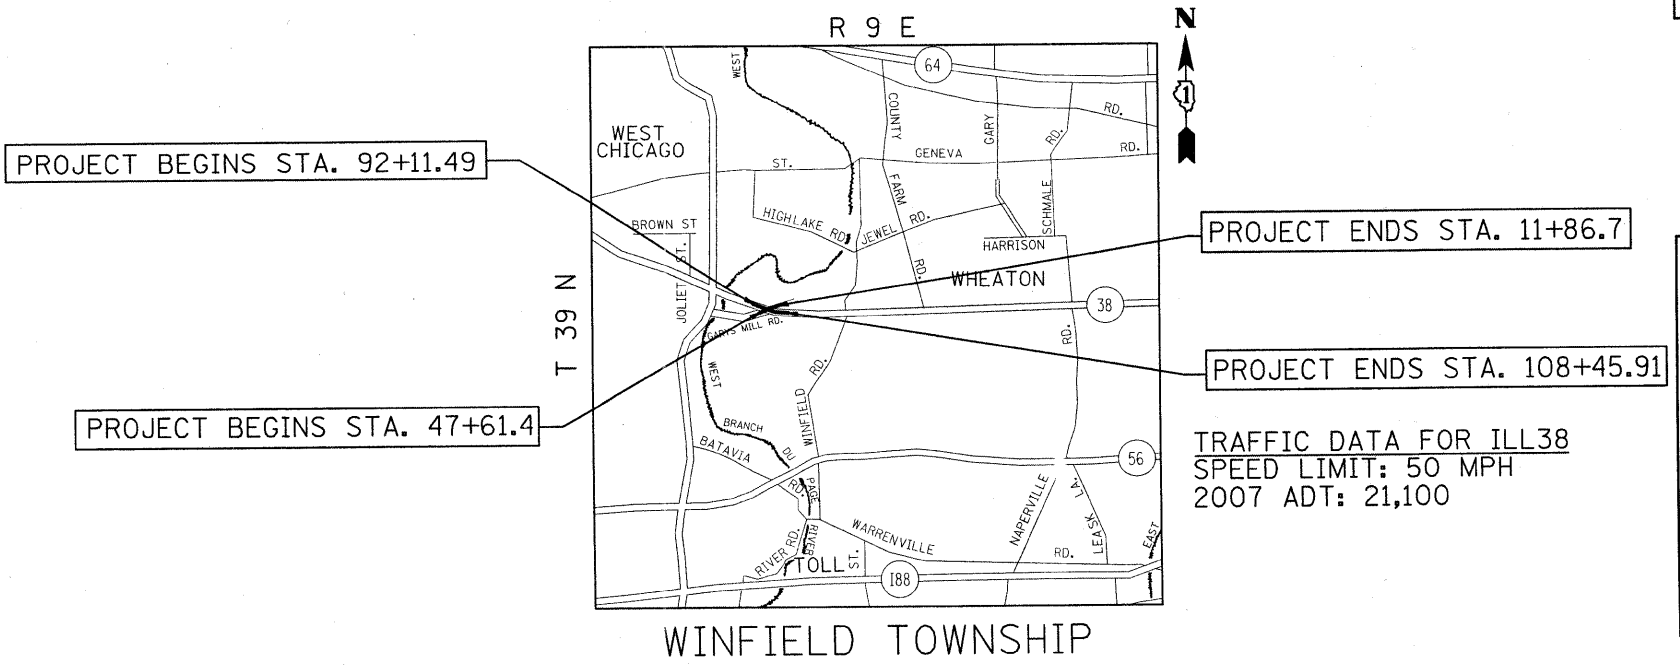 R 9 E
N
1
64
WEST
WEST
CHICAGO
COUNTY
GARY
RD.
RD.
RD.
GENEVA
ST.
FARM
SCHMALE
HIGHLAKE RD.
JEWEL RD.
BROWN ST
HARRISON
JOLIET ST.
RD.
WHEATON
38
GARYS MILL RD.
RD.
T 39 N
PROJECT BEGINS STA. 92+11.49
PROJECT ENDS STA. 11+86.7
PROJECT BEGINS STA. 47+61.4
PROJECT ENDS STA. 108+45.91
WEST
BRANCH
DU
PAGE
RIVER
WINFIELD
RD.
BATAVIA
RD.
56
NAPERVILLE
LEASK LA.
EAST
WARRENVILLE
RD.
RIVER RD.
TOLL
ST.
I88
TRAFFIC DATA FOR ILL38
SPEED LIMIT: 50 MPH
2007 ADT: 21,100
WINFIELD TOWNSHIP